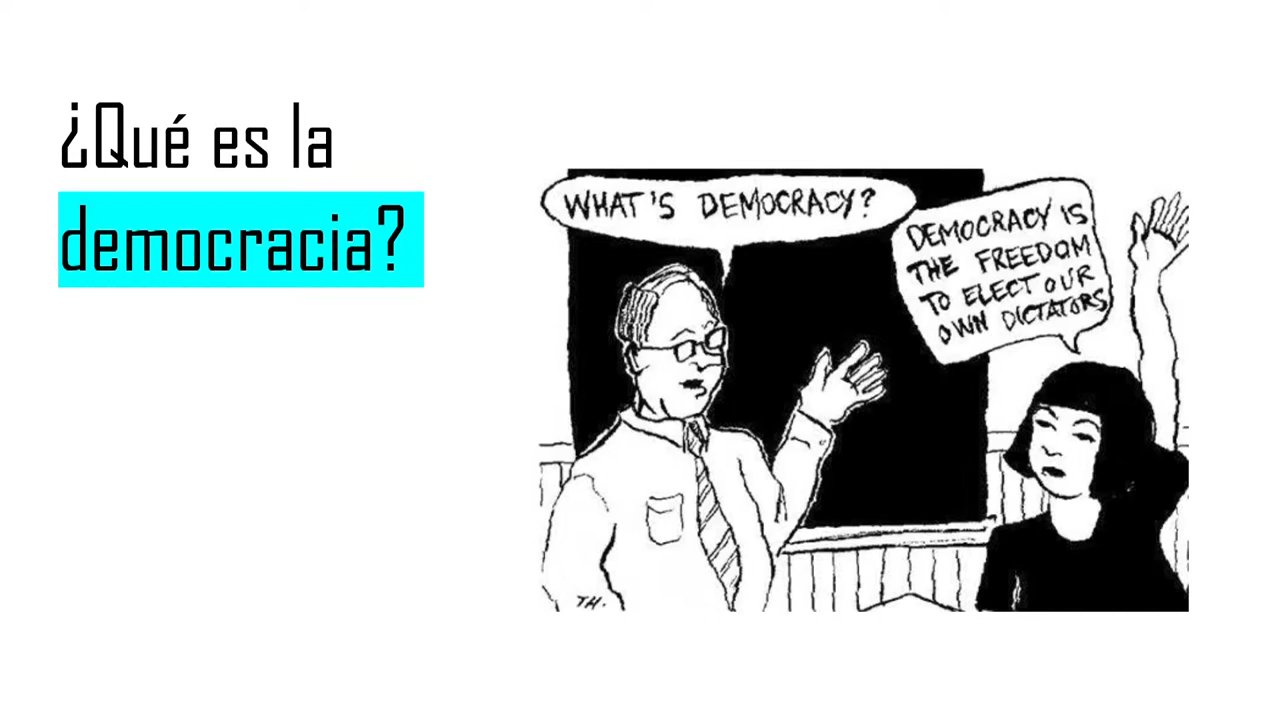 ¿Qué es la
democracia?
WHAT'S DEMOCRACY?
DEMOCRACY IS
THE FREEDOM
TO ELECT OUR
OWN DICTATORS
TH.